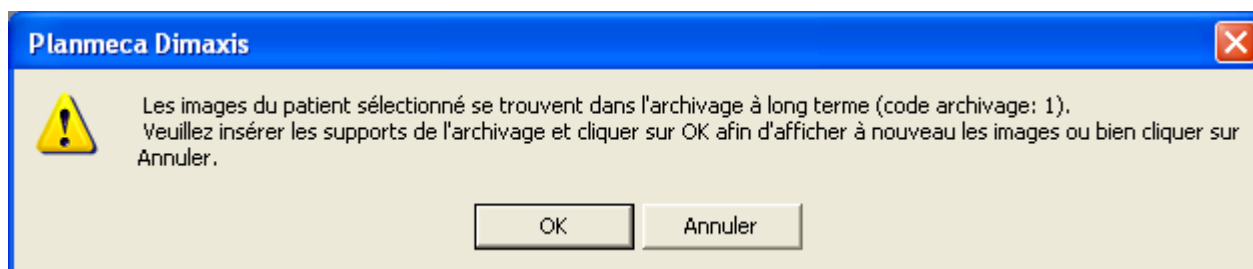 Planmeca Dimaxis
Les images du patient sélectionné se trouvent dans l'archivage à long terme (code archivage: 1).
Veuillez insérer les supports de l'archivage et cliquer sur OK afin d'afficher à nouveau les images ou bien cliquer sur
Annuler.
OK
Annuler